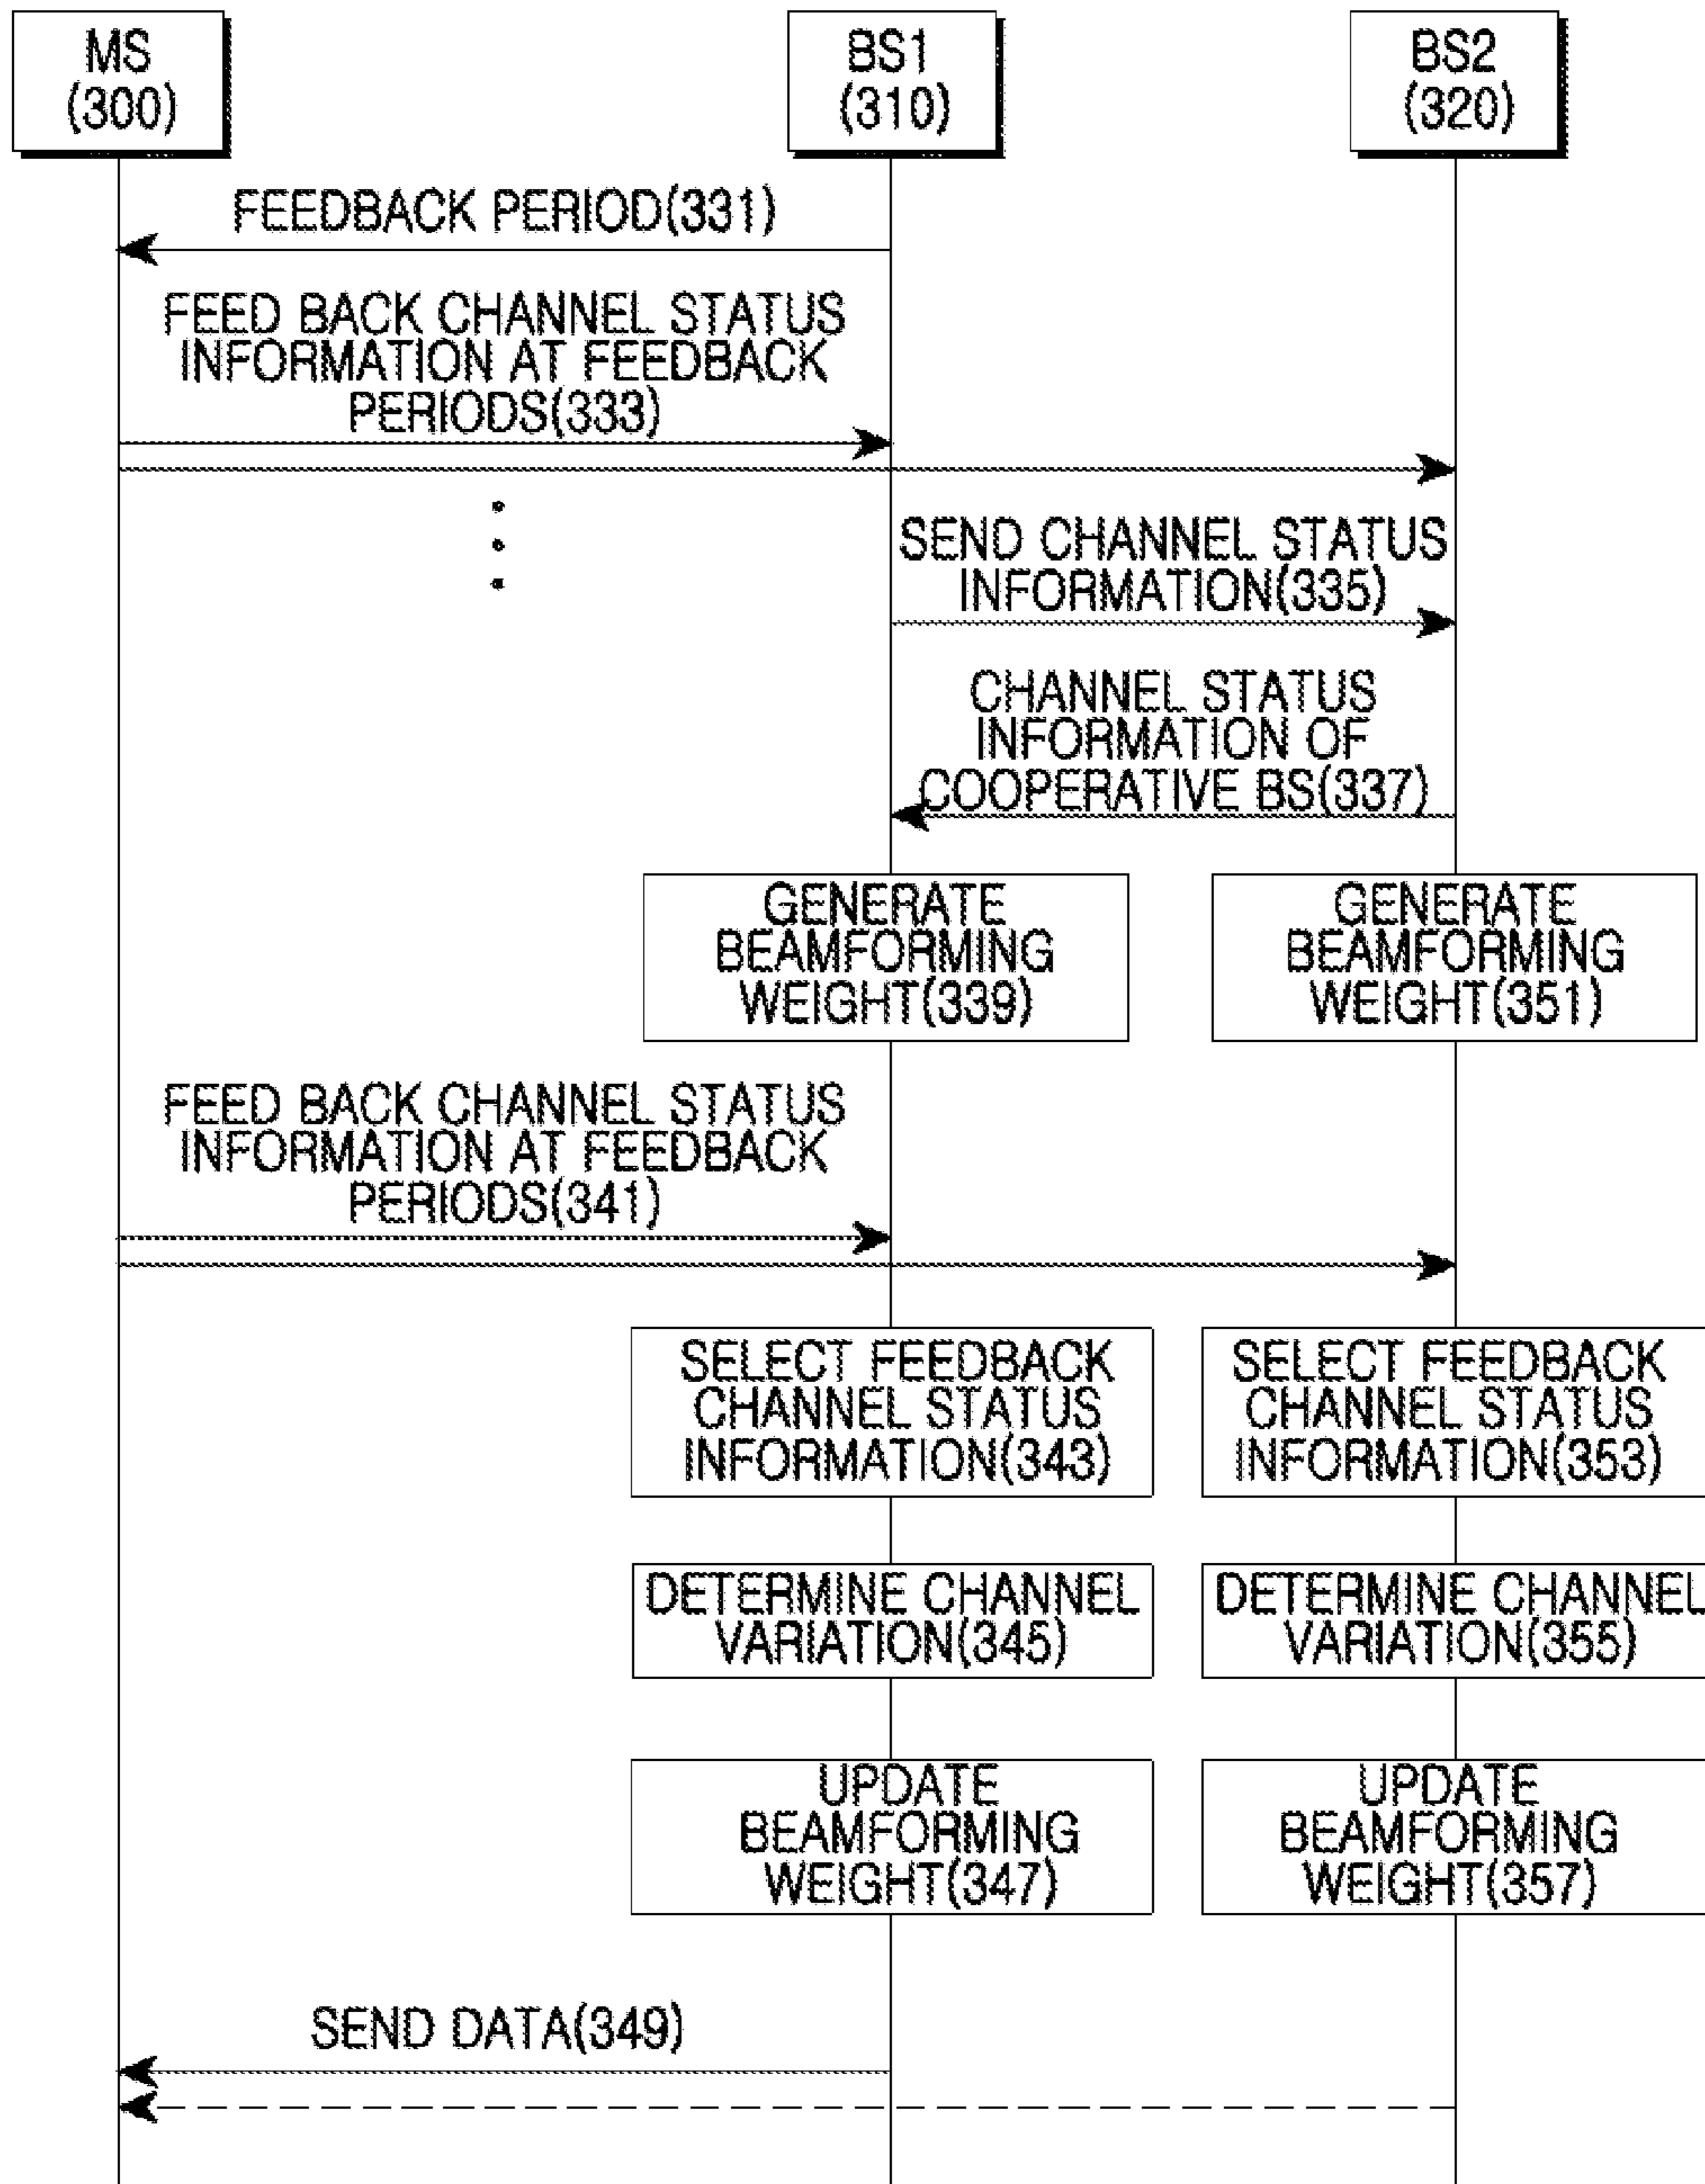 MS
(300)
BS1
(310)
BS2
(320)
FEEDBACK PERIOD(331)
FEED BACK CHANNEL STATUS
INFORMATION AT FEEDBACK
PERIODS(333)
SEND CHANNEL STATUS
INFORMATION(335)
CHANNEL STATUS
INFORMATION OF
COOPERATIVE BS(337)
GENERATE
BEAMFORMING
WEIGHT(339)
GENERATE
BEAMFORMING
WEIGHT(351)
FEED BACK CHANNEL STATUS
INFORMATION AT FEEDBACK
PERIODS(341)
SELECT FEEDBACK
CHANNEL STATUS
INFORMATION(343)
SELECT FEEDBACK
CHANNEL STATUS
INFORMATION(353)
DETERMINE CHANNEL
VARIATION(345)
DETERMINE CHANNEL
VARIATION(355)
UPDATE
BEAMFORMING
WEIGHT(347)
UPDATE
BEAMFORMING
WEIGHT(357)
SEND DATA(349)